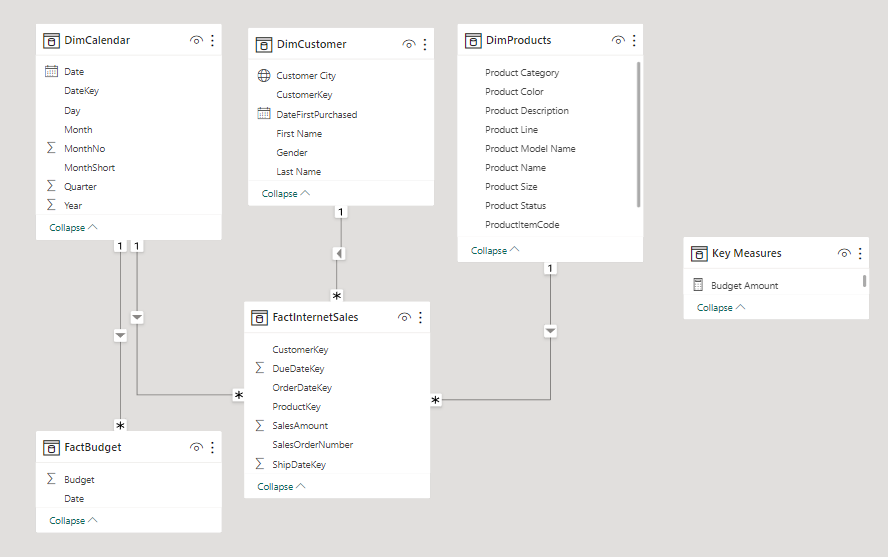 DimCalendar
Date
DateKey
Day
Month
MonthNo
MonthShort
Quarter
Year
Collapse
DimCustomer
Customer City
CustomerKey
DateFirstPurchased
First Name
Gender
Last Name
Collapse
DimProducts
Product Category
Product Color
Product Description
Product Line
Product Model Name
Product Name
Product Size
Product Status
ProductItemCode
Collapse
Key Measures
Budget Amount
Collapse
1
1
1
1
*
*
*
*
FactInternetSales
CustomerKey
DueDateKey
OrderDateKey
ProductKey
SalesAmount
SalesOrderNumber
ShipDateKey
Collapse
FactBudget
Budget
Date
Collapse